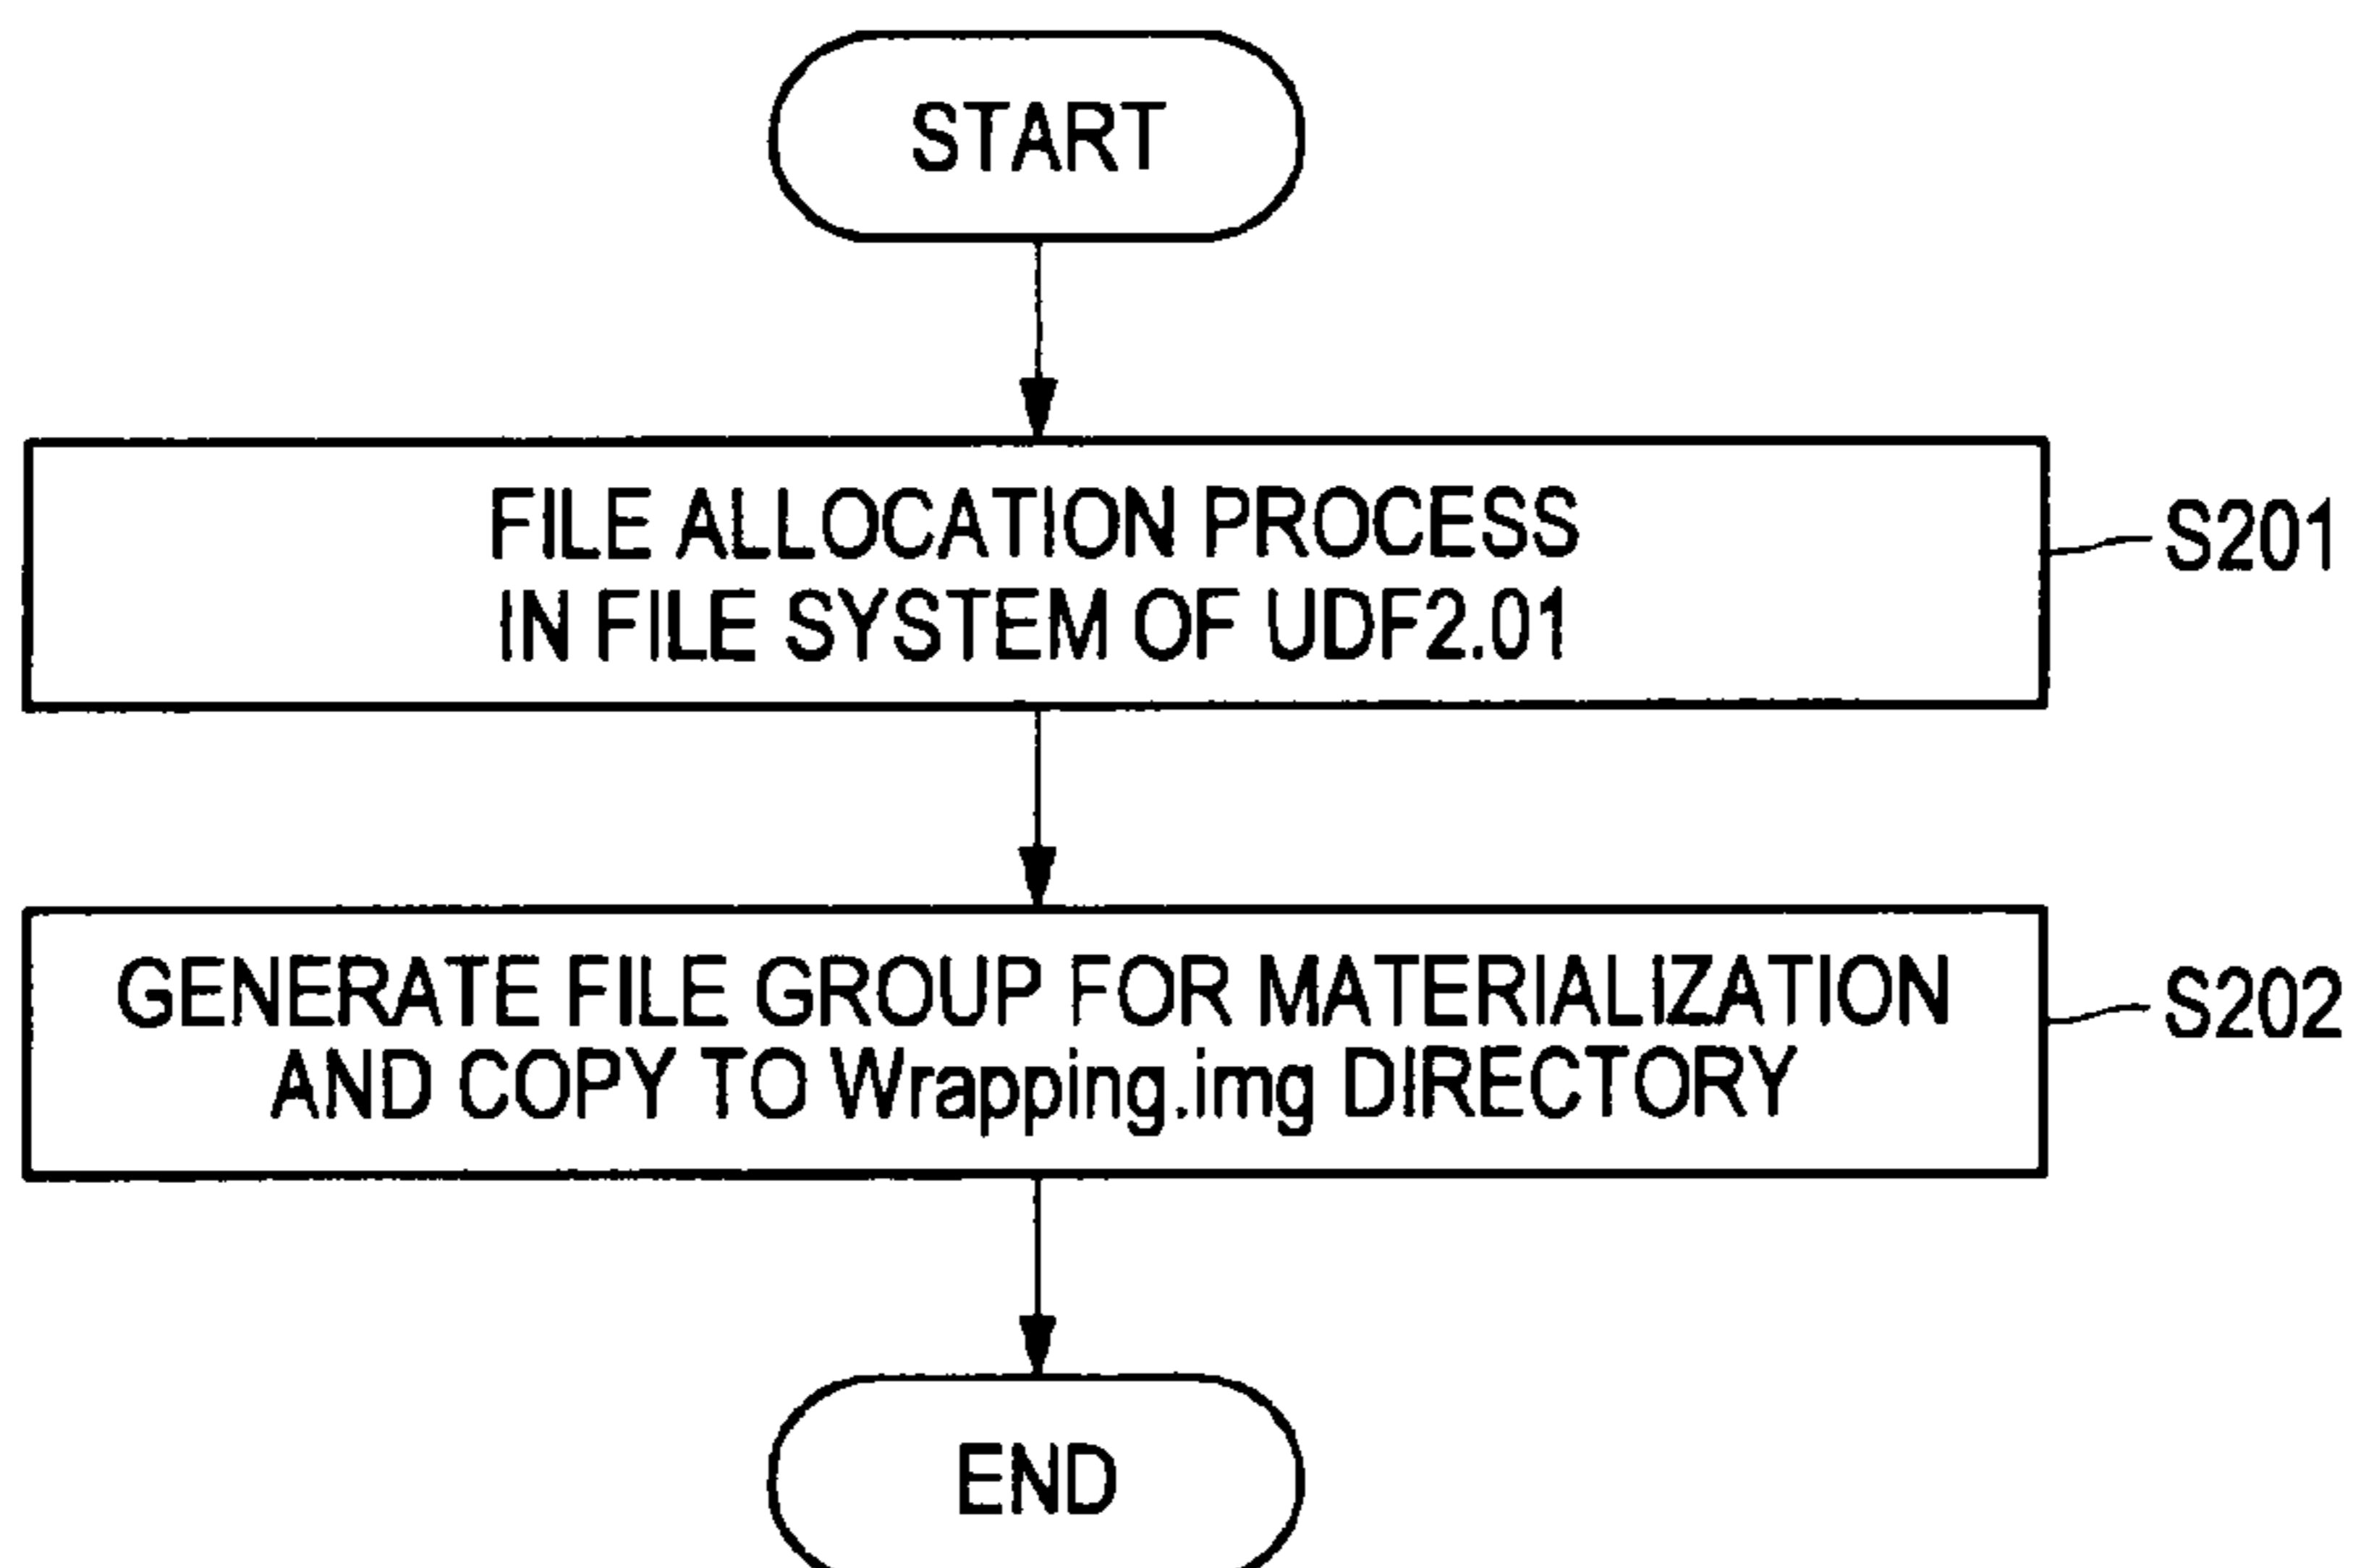 START
FILE ALLOCATION PROCESS
IN FILE SYSTEM OF UDF2.01
S201
GENERATE FILE GROUP FOR MATERIALIZATION
AND COPY TO Wrapping.img DIRECTORY
S202
END